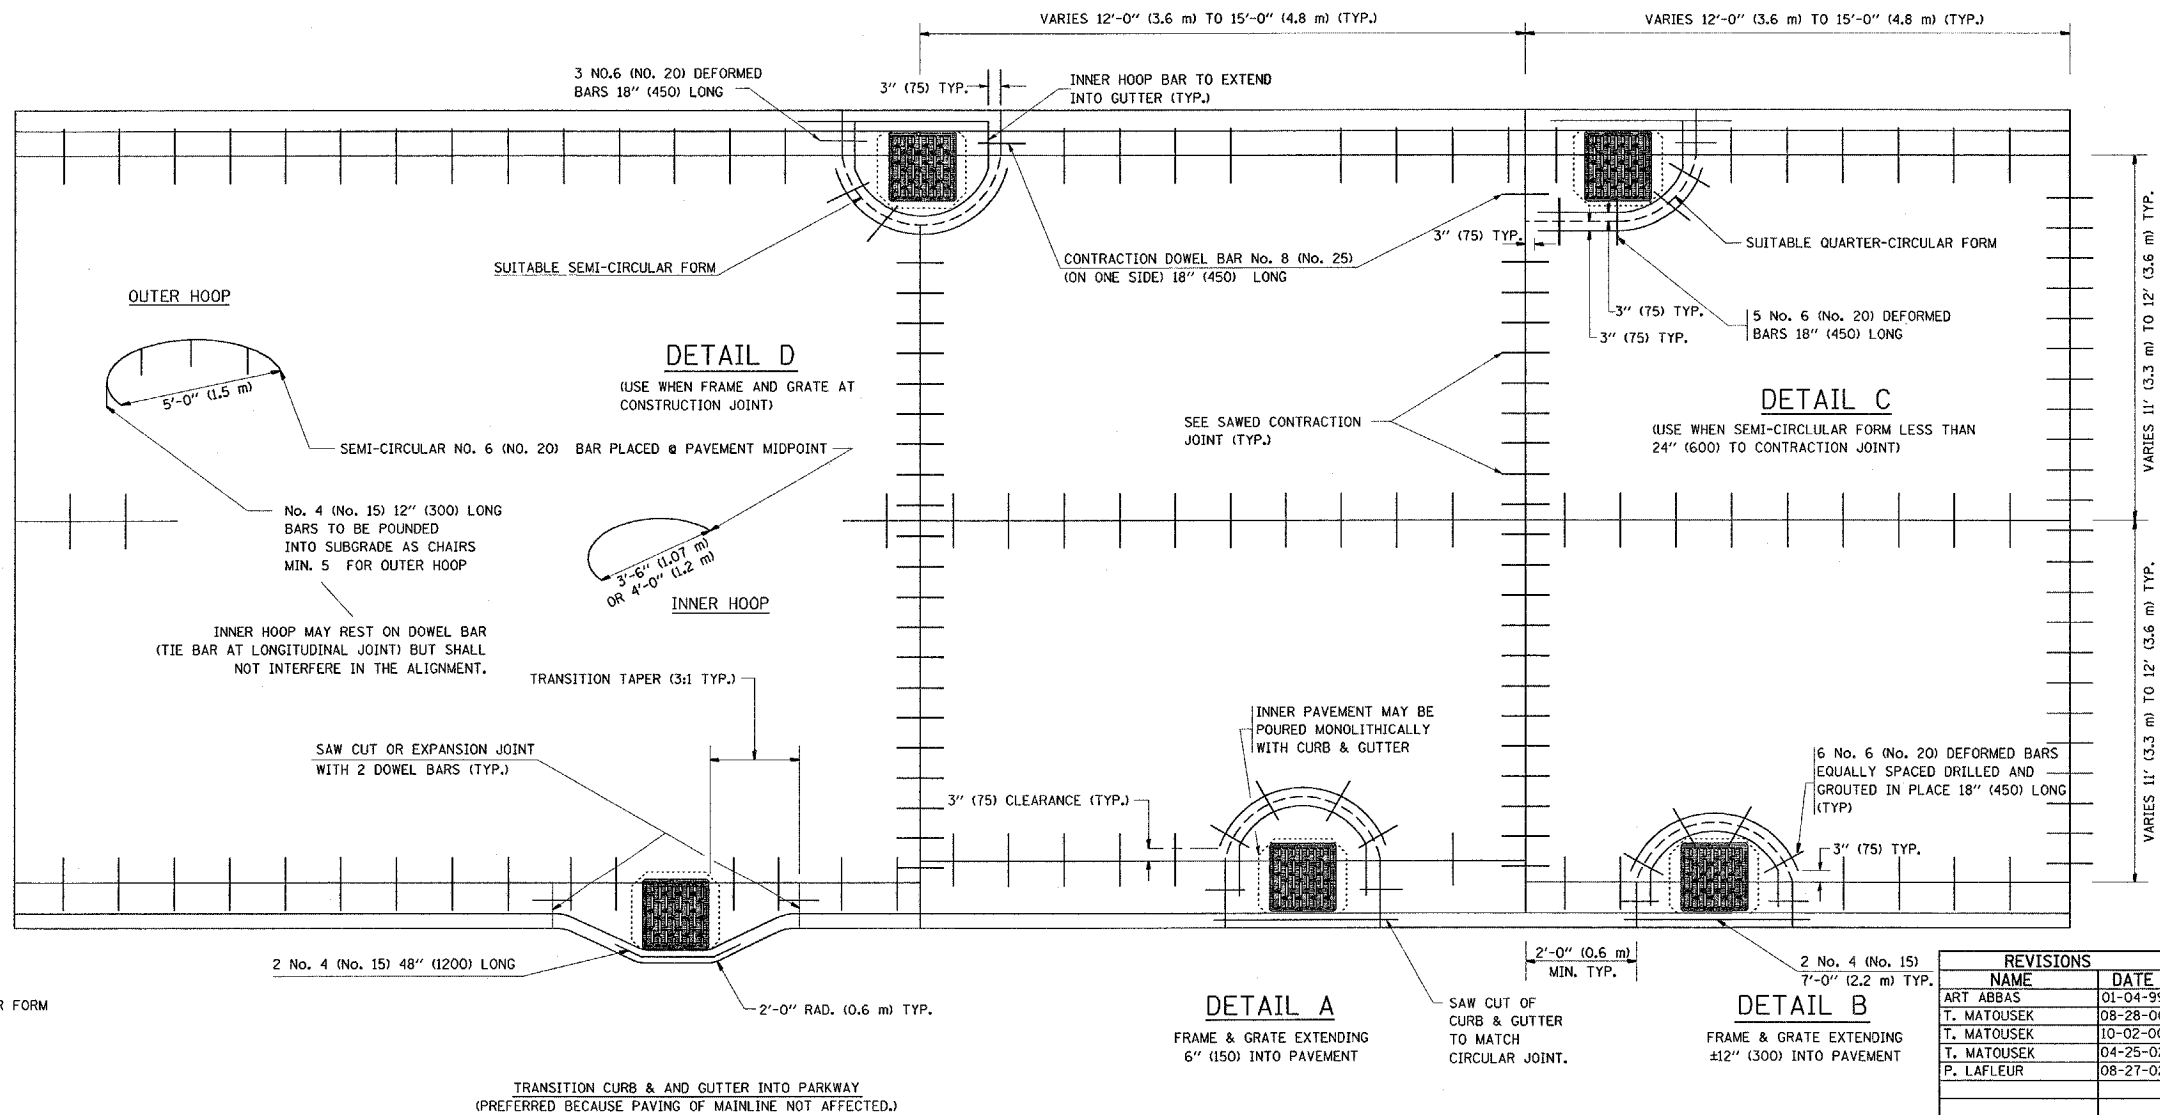 VARIES 12'-0" (3.6 m) TO 15'-0" (4.8 m) (TYP.)
VARIES 12'-0" (3.6 m) TO 15'-0" (4.8 m) (TYP.)
3 NO.6 (NO. 20) DEFORMED
BARS 18" (450) LONG
3" (75) TYP.
INNER HOOP BAR TO EXTEND
INTO GUTTER (TYP.)
SUITABLE SEMI-CIRCULAR FORM
CONTRACTION DOWEL BAR No. 8 (No. 25)
(ON ONE SIDE) 18" (450) LONG
3" (75) TYP.
SUITABLE QUARTER-CIRCULAR FORM
3" (75) TYP.
3" (75) TYP.
5 No. 6 (No. 20) DEFORMED
BARS 18" (450) LONG
VARIES 11' (3.3 m) TO 12' (3.6 m) TYP.
OUTER HOOP
5'-0" (1.5 m)
DETAIL D
(USE WHEN FRAME AND GRATE AT
CONSTRUCTION JOINT)
SEMI-CIRCULAR NO. 6 (NO. 20) BAR PLACED @ PAVEMENT MIDPOINT
SEE SAWED CONTRACTION
JOINT (TYP.)
DETAIL C
(USE WHEN SEMI-CIRCLULAR FORM LESS THAN
24" (600) TO CONTRACTION JOINT)
No. 4 (No. 15) 12" (300) LONG
BARS TO BE POUNDED
INTO SUBGRADE AS CHAIRS
MIN. 5 FOR OUTER HOOP
3'-6" (1.07 m)
OR 4'-0" (1.2 m)
INNER HOOP
INNER HOOP MAY REST ON DOWEL BAR
(TIE BAR AT LONGITUDINAL JOINT) BUT SHALL
NOT INTERFERE IN THE ALIGNMENT.
VARIES 11' (3.3 m) TO 12' (3.6 m) TYP.
TRANSITION TAPER (3:1 TYP.)
SAW CUT OR EXPANSION JOINT
WITH 2 DOWEL BARS (TYP.)
INNER PAVEMENT MAY BE
POURED MONOLITHICALLY
WITH CURB & GUTTER
3" (75) CLEARANCE (TYP.)
6 No. 6 (No. 20) DEFORMED BARS
EQUALLY SPACED DRILLED AND
GROUTED IN PLACE 18" (450) LONG
(TYP)
3" (75) TYP.
2 No. 4 (No. 15) 48" (1200) LONG
2'-0" RAD. (0.6 m) TYP.
2'-0" (0.6 m)
MIN. TYP.
2 No. 4 (No. 15)
7'-0" (2.2 m) TYP.
R FORM
DETAIL A
FRAME & GRATE EXTENDING
6" (150) INTO PAVEMENT
SAW CUT OF
CURB & GUTTER
TO MATCH
CIRCULAR JOINT.
DETAIL B
FRAME & GRATE EXTENDING
±12" (300) INTO PAVEMENT
TRANSITION CURB & AND GUTTER INTO PARKWAY
(PREFERRED BECAUSE PAVING OF MAINLINE NOT AFFECTED.)
REVISIONS
NAME DATE
ART ABBAS 01-04-99
T. MATOUSEK 08-28-00
T. MATOUSEK 10-02-00
T. MATOUSEK 04-25-02
P. LAFLEUR 08-27-02